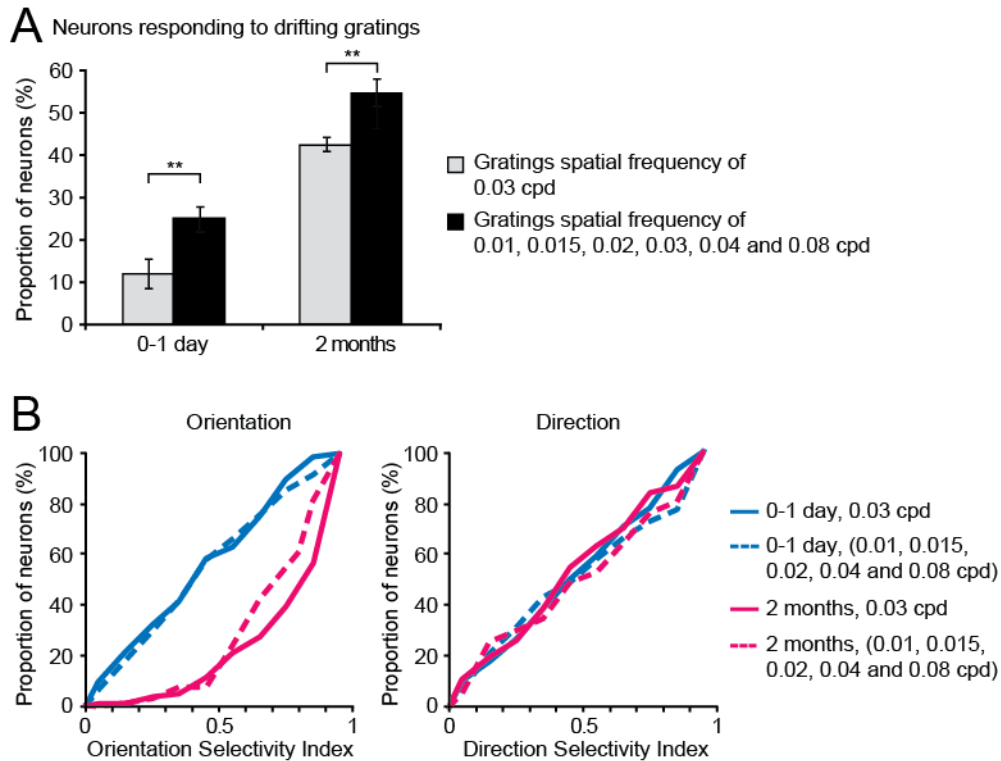 A Neurons responding to drifting gratings
Proportion of neurons (%)
60
50
40
30
20
10
0
**
**
0-1 day
2 months
Gratings spatial frequency of
0.03 cpd
Gratings spatial frequency of
0.01, 0.015, 0.02, 0.03, 0.04 and 0.08 cpd
B
Orientation
Proportion of neurons (%)
100
80
60
40
20
0
0
0.5
1
Orientation Selectivity Index
Direction
Proportion of neurons (%)
100
80
60
40
20
0
0
0.5
1
Direction Selectivity Index
0-1 day, 0.03 cpd
0-1 day, (0.01, 0.015,
0.02, 0.04 and 0.08 cpd)
2 months, 0.03 cpd
2 months, (0.01, 0.015,
0.02, 0.04 and 0.08 cpd)